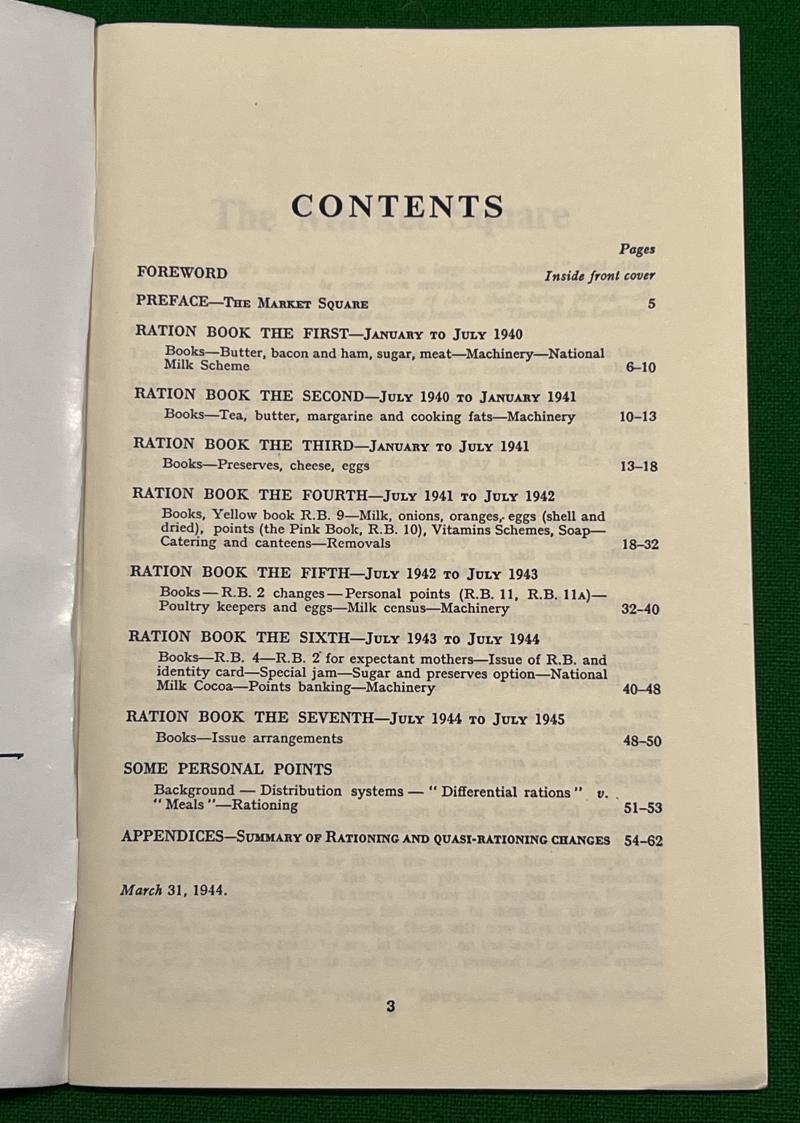 CONTENTS
Pages
FOREWORD Inside front cover
PREFACE—The Market Square 5
RATION BOOK THE FIRST—January to July 1940
Books—Butter, bacon and ham, sugar, meat—Machinery—National
Milk Scheme 6–10
RATION BOOK THE SECOND—July 1940 to January 1941
Books—Tea, butter, margarine and cooking fats—Machinery 10–13
RATION BOOK THE THIRD—January to July 1941
Books—Preserves, cheese, eggs 13–18
RATION BOOK THE FOURTH—July 1941 to July 1942
Books, Yellow book R.B. 9—Milk, onions, oranges, eggs (shell and
dried), points (the Pink Book, R.B. 10), Vitamins Schemes, Soap—
Catering and canteens—Removals 18–32
RATION BOOK THE FIFTH—July 1942 to July 1943
Books—R.B. 2 changes—Personal points (R.B. 11, R.B. 11A)—
Poultry keepers and eggs—Milk census—Machinery 32–40
RATION BOOK THE SIXTH—July 1943 to July 1944
Books—R.B. 4—R.B. 2 for expectant mothers—Issue of R.B. and
identity card—Special jam—Sugar and preserves option—National
Milk Cocoa—Points banking—Machinery 40–48
RATION BOOK THE SEVENTH—July 1944 to July 1945
Books—Issue arrangements 48–50
SOME PERSONAL POINTS
Background — Distribution systems — “ Differential rations ” v.
“ Meals ”—Rationing 51–53
APPENDICES—Summary of Rationing and quasi-rationing changes 54–62
March 31, 1944.
3